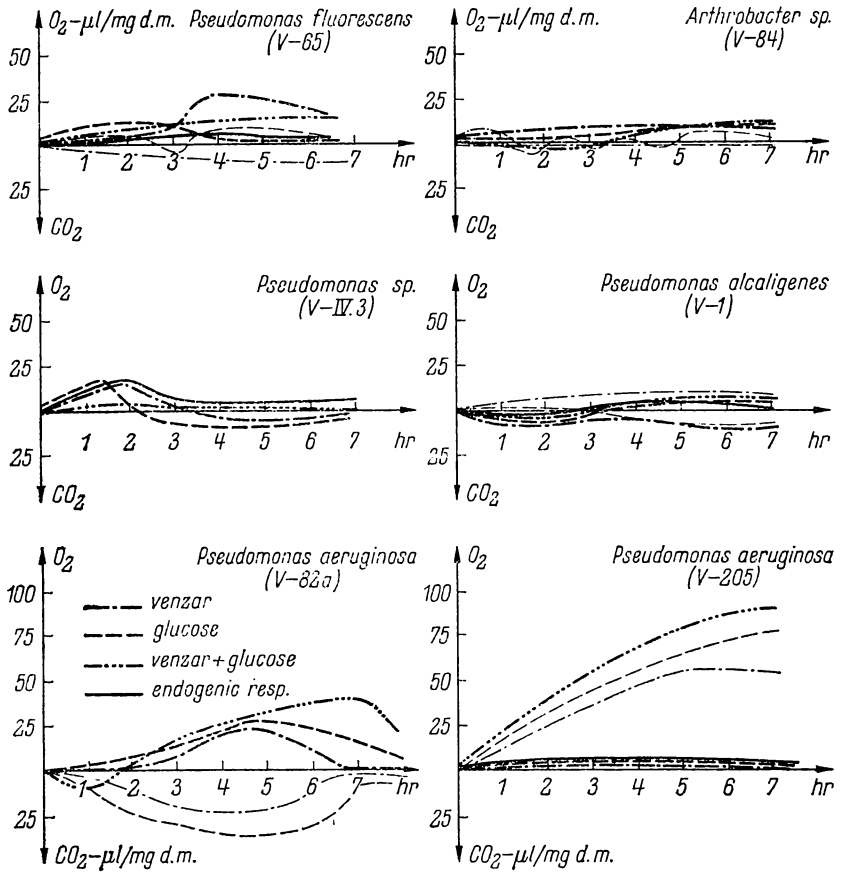 O₂-µl/mg d.m. Pseudomonas fluorescens
(V-65)
50
25
1 2 3 4 5 6 7 hr
25
CO₂
O₂-µl/mg d.m. Arthrobacter sp.
(V-84)
50
25
1 2 3 4 5 6 7 hr
25
CO₂
O₂ Pseudomonas sp.
(V-IV.3)
50
25
1 2 3 4 5 6 7 hr
25
CO₂
O₂ Pseudomonas alcaligenes
(V-1)
50
25
1 2 3 4 5 6 7 hr
25
CO₂
O₂ Pseudomonas aeruginosa
(V-82a)
100
venzar
75
glucose
venzar+glucose
50
endogenic resp.
25
1 2 3 4 5 6 7 hr
25
CO₂-µl/mg d.m.
O₂ Pseudomonas aeruginosa
(V-205)
100
75
50
25
1 2 3 4 5 6 7 hr
25
CO₂-µl/mg d.m.